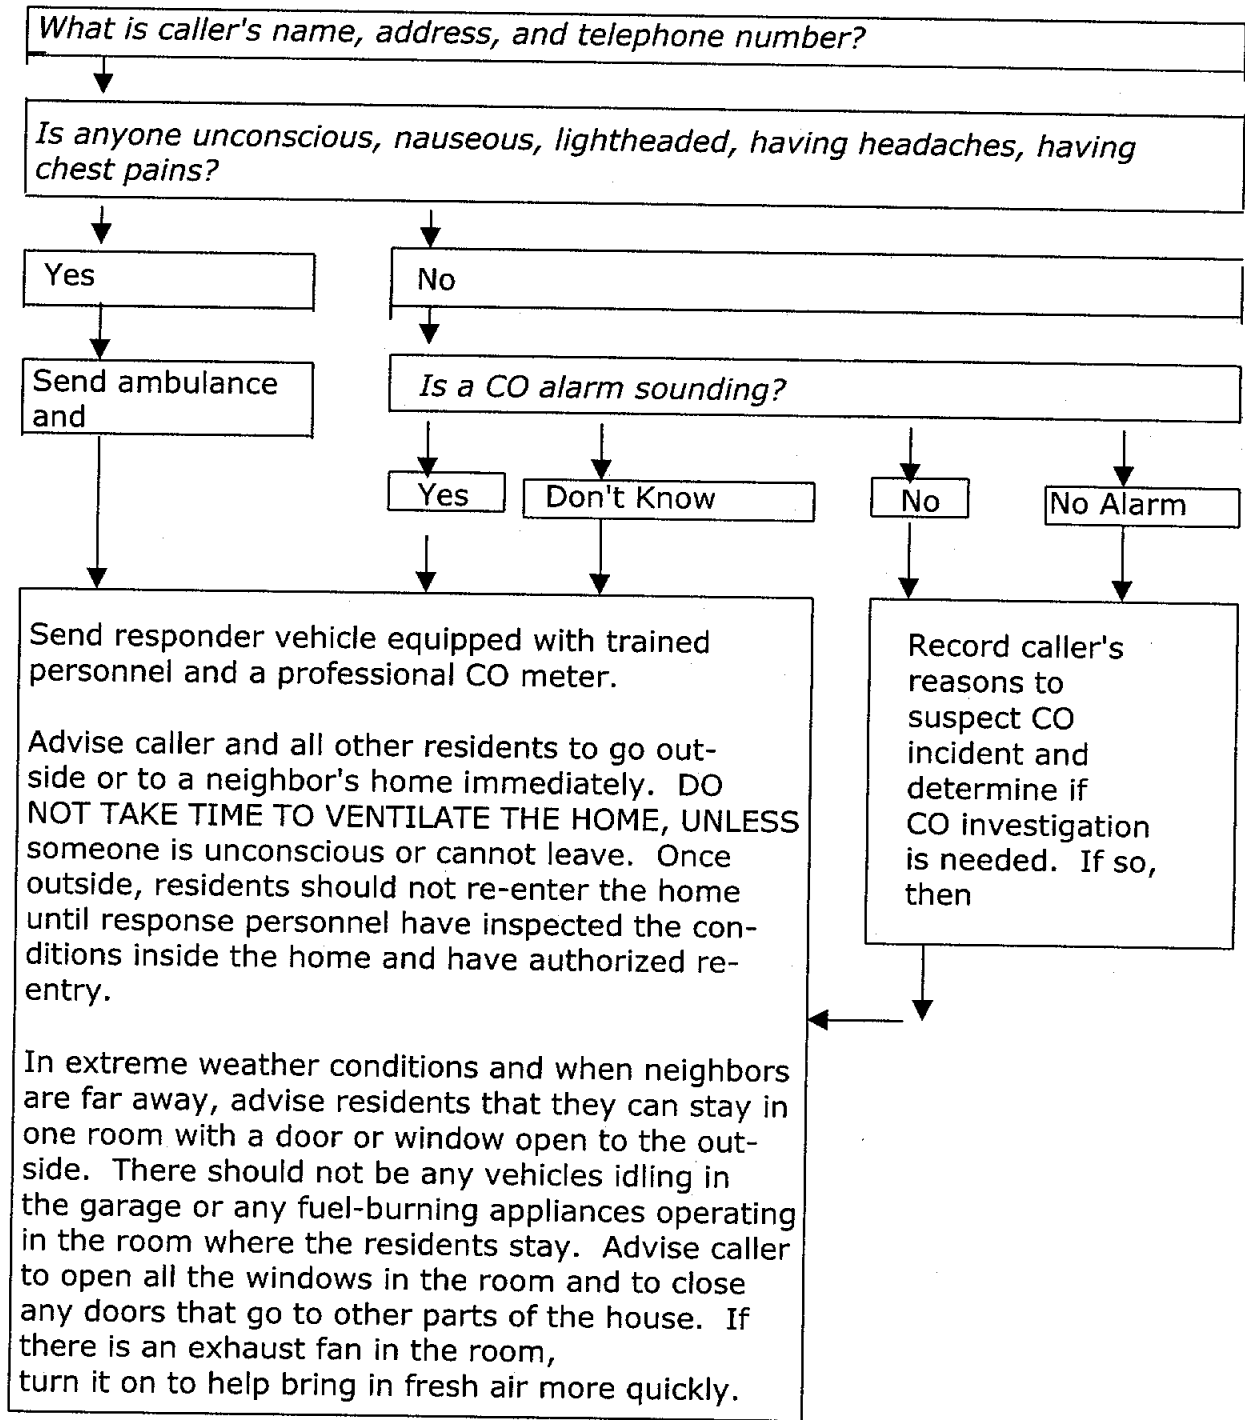 What is caller's name, address, and telephone number?
Is anyone unconscious, nauseous, lightheaded, having headaches, having
chest pains?
Yes
No
Send ambulance
and
Is a CO alarm sounding?
Yes
Don't Know
No
No Alarm
Send responder vehicle equipped with trained
personnel and a professional CO meter.
Advise caller and all other residents to go out-
side or to a neighbor's home immediately. DO
NOT TAKE TIME TO VENTILATE THE HOME, UNLESS
someone is unconscious or cannot leave. Once
outside, residents should not re-enter the home
until response personnel have inspected the con-
ditions inside the home and have authorized re-
entry.
In extreme weather conditions and when neighbors
are far away, advise residents that they can stay in
one room with a door or window open to the out-
side. There should not be any vehicles idling in
the garage or any fuel-burning appliances operating
in the room where the residents stay. Advise caller
to open all the windows in the room and to close
any doors that go to other parts of the house. If
there is an exhaust fan in the room,
turn it on to help bring in fresh air more quickly.
Record caller's
reasons to
suspect CO
incident and
determine if
CO investigation
is needed. If so,
then